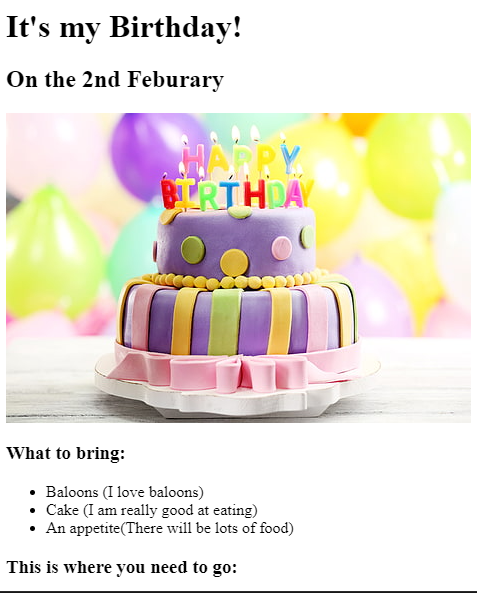 It's my Birthday!
On the 2nd Feburary
HAPPY
BIRTHDAY
What to bring:
Baloons (I love baloons)
Cake (I am really good at eating)
An appetite(There will be lots of food)
This is where you need to go: